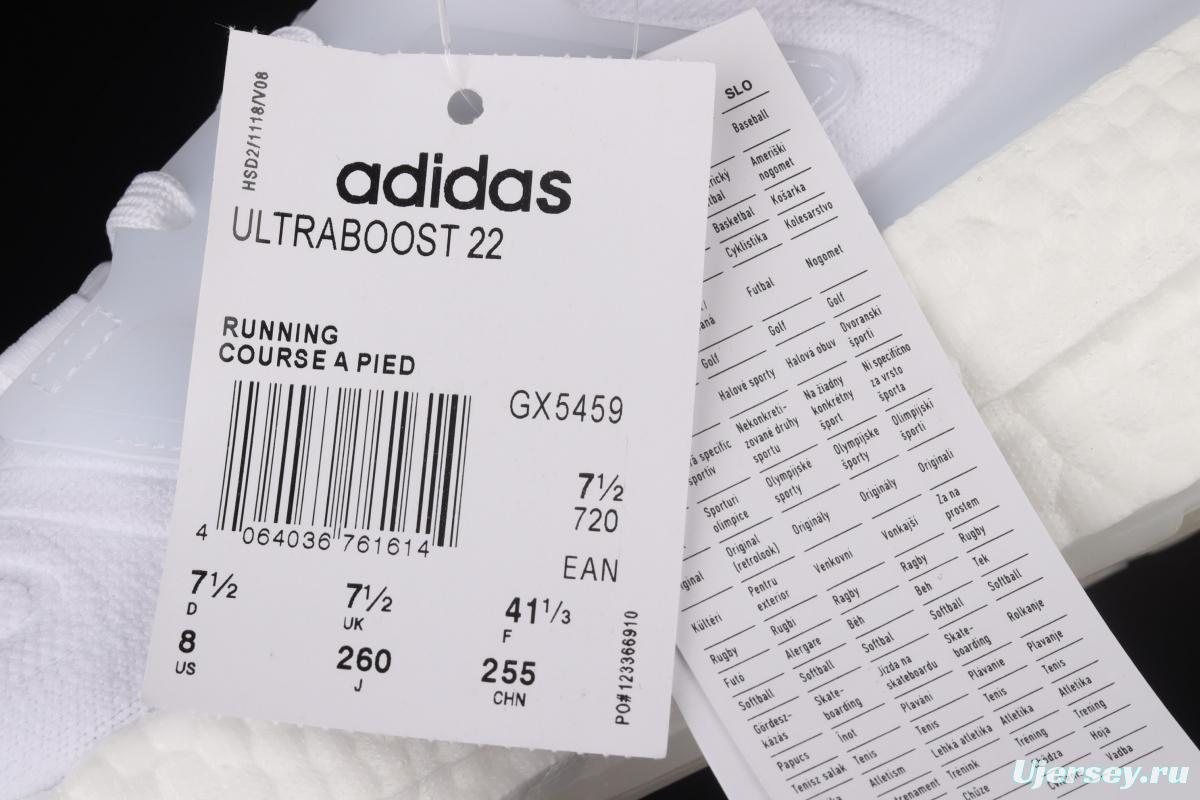 HSD2/1118/V08
adidas
ULTRABOOST 22
RUNNING
COURSE A PIED
GX5459
7½
720
EAN
4 064036 761614
7½ 7½ 41⅓
D UK F
8 260 255
US J CHN
PO#123366910
SLO
Baseball
Ameriški
nogomet
Basketbal Košarka
Cyklistika Kolesarstvo
Futbal Nogomet
Golf Golf Golf
Halové sporty Halová obuv Dvoranski
športi
Nekonkreti-
zované druhy
sportu
Na žiadny
konkrétny
šport
Ni specifično
za vrsto
športa
Sporturi
olimpice
Olympijské
sporty
Olympijske
športy
Olimpijski
športi
Original
(retrolook)
Originály Originály Originali
Kültéri Pentru
exterior
Venkovní Vonkajší Za na
prostem
Rugby Rugbi Ragby Ragby Rugby
Futó Alergare Běh Beh Tek
Softball Softball Softbal Softball Softball
Gördesz-
kázás
Skate-
boarding
Jízda na
skateboardu
Skate-
boarding
Rolkanje
Papucs Înot Plavání Plávanie Plavanje
Tenisz salak Tenis Tenis Tenis Tenis
Atletism Lehká atletika Atletika Atletika
Trénink Tréning Trening
Chůze Hoja
Vadba
Ujersey.ru